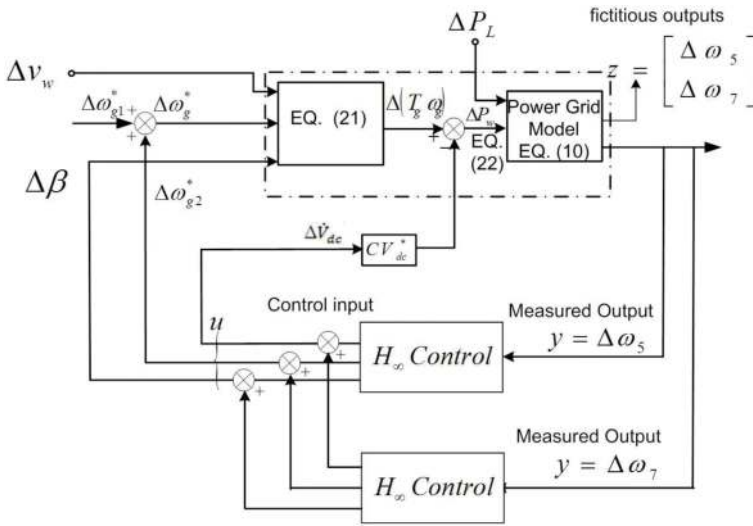 fictitious outputs
ΔP_L
z = [Δω_5
Δω_7]
Δv_w
Δω*_g1 + Δω*_g
+
EQ. (21)
Δ(T_g ω_g)
+
−
ΔP_w
EQ.
(22)
Power Grid
Model
EQ. (10)
Δβ
Δω*_g2
ΔV̇_dc
CV*_dc
Control input
u
+
+
+
H_∞ Control
Measured Output
y = Δω_5
H_∞ Control
Measured Output
y = Δω_7